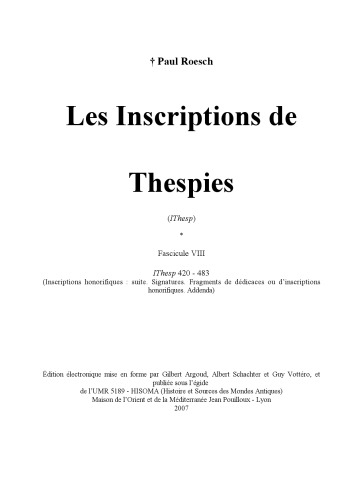 † Paul Roesch
Les Inscriptions de
Thespies
(IThesp)
*
Fascicule VIII
IThesp 420 - 483
(Inscriptions honorifiques : suite. Signatures. Fragments de dédicaces ou d'inscriptions
honorifiques. Addenda)
Édition électronique mise en forme par Gilbert Argoud, Albert Schachter et Guy Vottéro, et
publiée sous l'égide
de l'UMR 5189 - HISOMA (Histoire et Sources des Mondes Antiques)
Maison de l'Orient et de la Méditerranée Jean Pouilloux - Lyon
2007